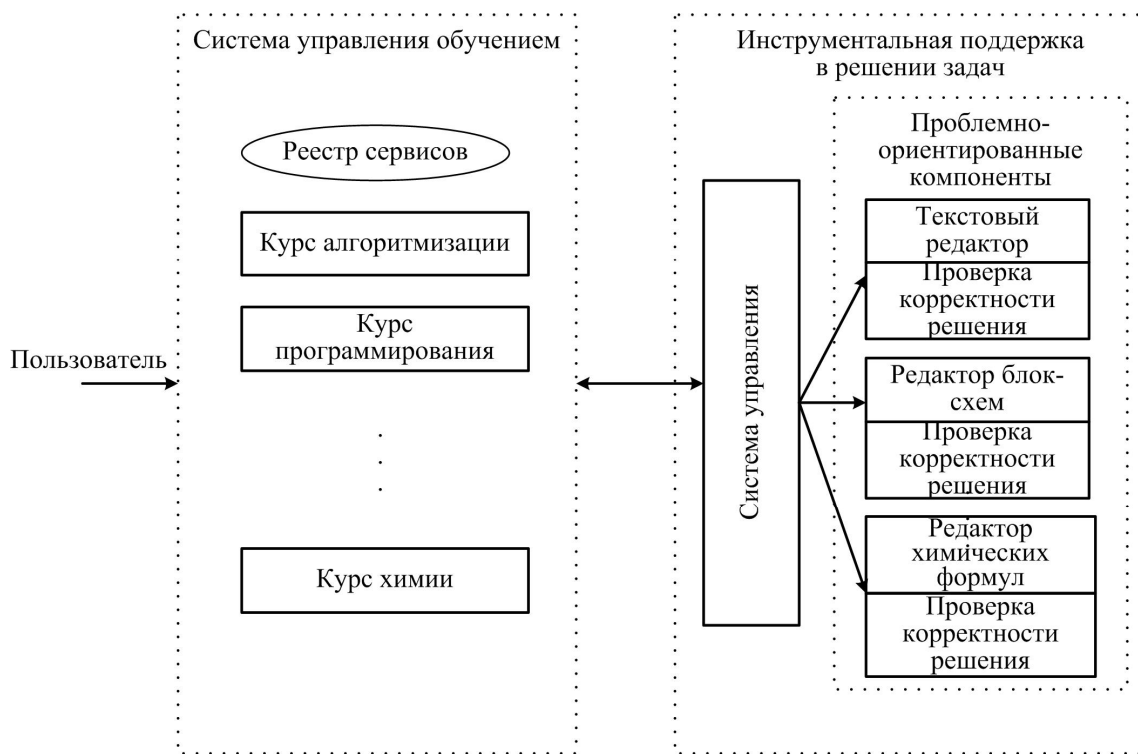 Пользователь
Система управления обучением
Реестр сервисов
Курс алгоритмизации
Курс
программирования
.
.
.
Курс химии
Инструментальная поддержка
в решении задач
Система управления
Проблемно-
ориентированные
компоненты
Текстовый
редактор
Проверка
корректности
решения
Редактор блок-
схем
Проверка
корректности
решения
Редактор
химических
формул
Проверка
корректности
решения